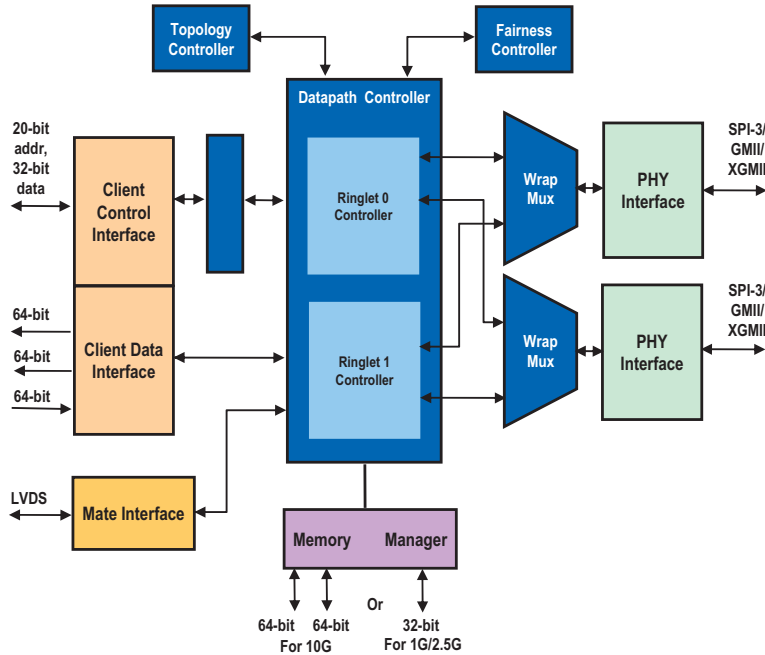 Topology
Controller
Fairness
Controller
Datapath Controller
20-bit
addr,
32-bit
data
Client
Control
Interface
Ringlet 0
Controller
Wrap
Mux
PHY
Interface
SPI-3/
GMII/
XGMII
64-bit
64-bit
64-bit
Client Data
Interface
Ringlet 1
Controller
Wrap
Mux
PHY
Interface
SPI-3/
GMII/
XGMII
LVDS
Mate Interface
Memory Manager
64-bit 64-bit
For 10G
Or
32-bit
For 1G/2.5G